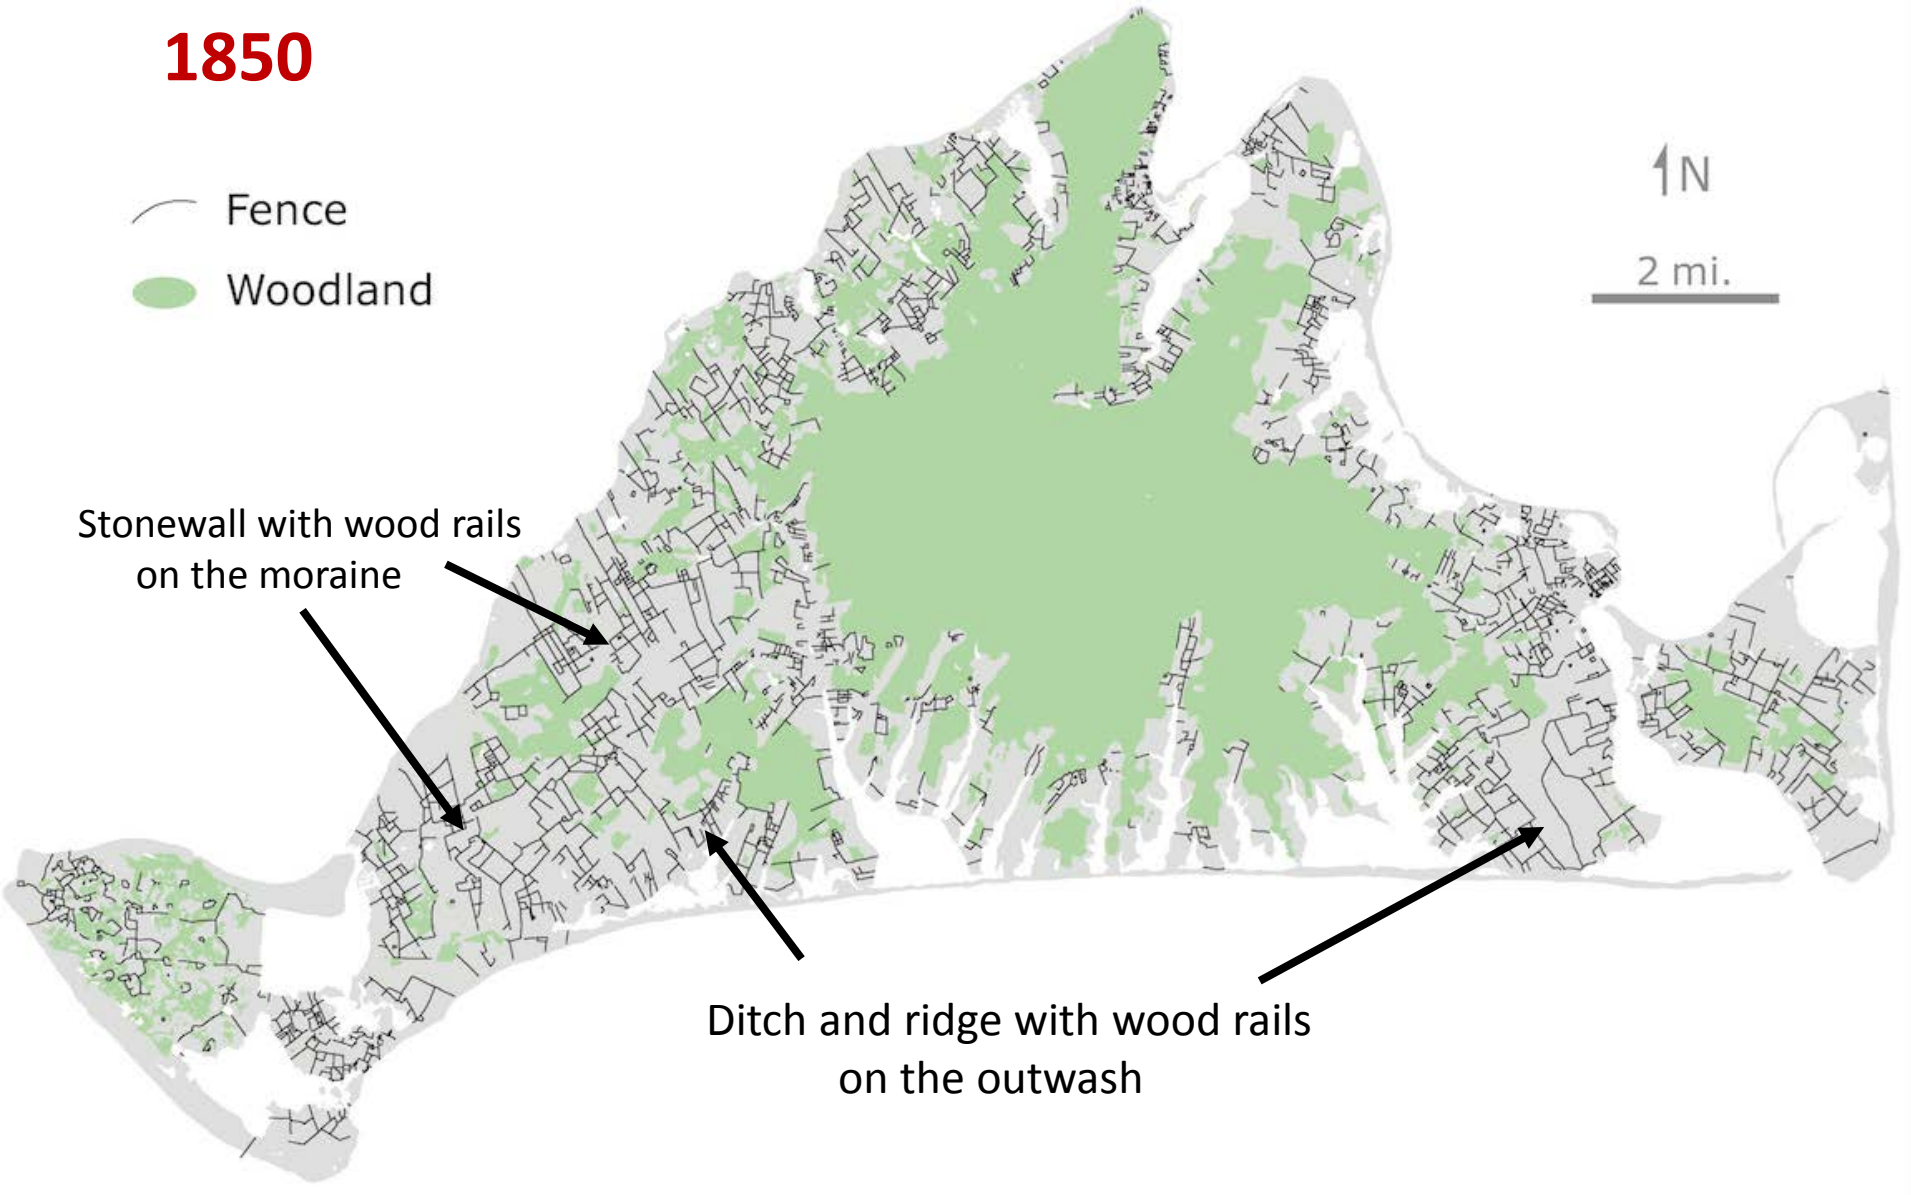 1850
Fence
Woodland
N
2 mi.
Stonewall with wood rails
on the moraine
Ditch and ridge with wood rails
on the outwash